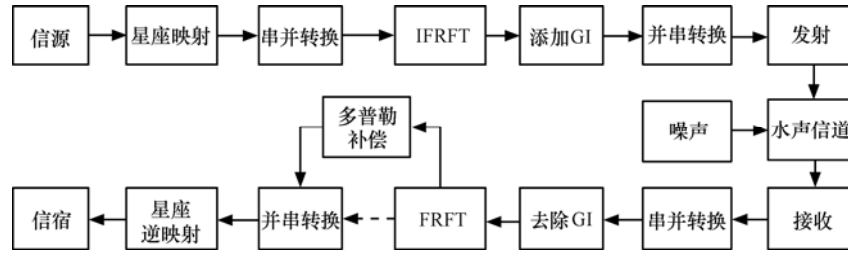 信源
星座映射
串并转换
IFRFT
添加GI
并串转换
发射
多普勒
补偿
噪声
水声信道
信宿
星座
逆映射
并串转换
FRFT
去除GI
串并转换
接收